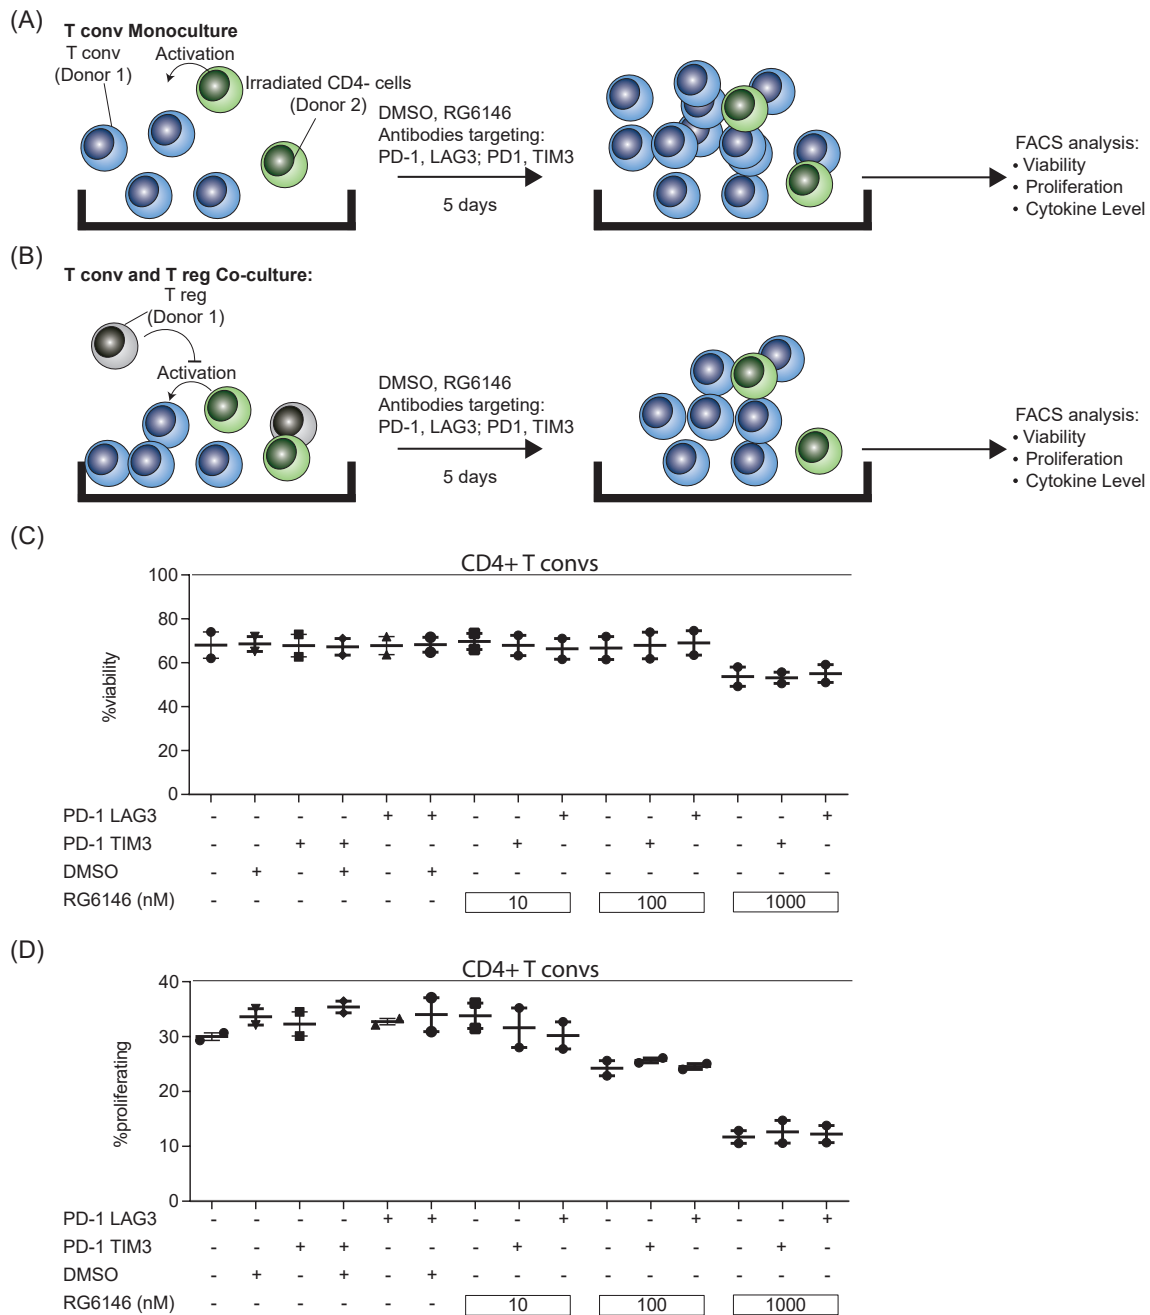 (A)
T conv Monoculture
T conv
(Donor 1)
Activation
Irradiated CD4- cells
(Donor 2)
DMSO, RG6146
Antibodies targeting:
PD-1, LAG3; PD1, TIM3
5 days
FACS analysis:
• Viability
• Proliferation
• Cytokine Level
(B)
T conv and T reg Co-culture:
T reg
(Donor 1)
Activation
DMSO, RG6146
Antibodies targeting:
PD-1, LAG3; PD1, TIM3
5 days
FACS analysis:
• Viability
• Proliferation
• Cytokine Level
(C)
CD4+ T convs
%viability
100
80
60
40
20
0
PD-1 LAG3 - - - - + + - - + - - + - - +
PD-1 TIM3 - - + + - - - + - - + - - + -
DMSO - + - + - + - - - - - - - - -
RG6146 (nM) - - - - - - 10 100 1000
(D)
CD4+ T convs
%proliferating
40
30
20
10
0
PD-1 LAG3 - - - - + + - - + - - + - - +
PD-1 TIM3 - - + + - - - + - - + - - + -
DMSO - + - + - + - - - - - - - - -
RG6146 (nM) - - - - - - 10 100 1000